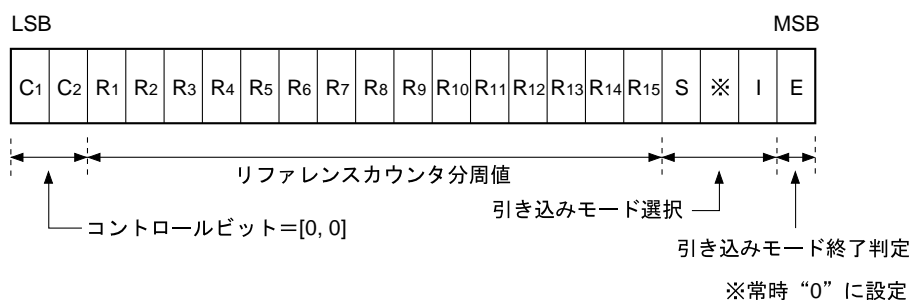 LSB MSB
C1 C2 R1 R2 R3 R4 R5 R6 R7 R8 R9 R10 R11 R12 R13 R14 R15 S ※ I E
リファレンスカウンタ分周値
引き込みモード選択
コントロールビット＝[0, 0]
引き込みモード終了判定
※常時“0”に設定